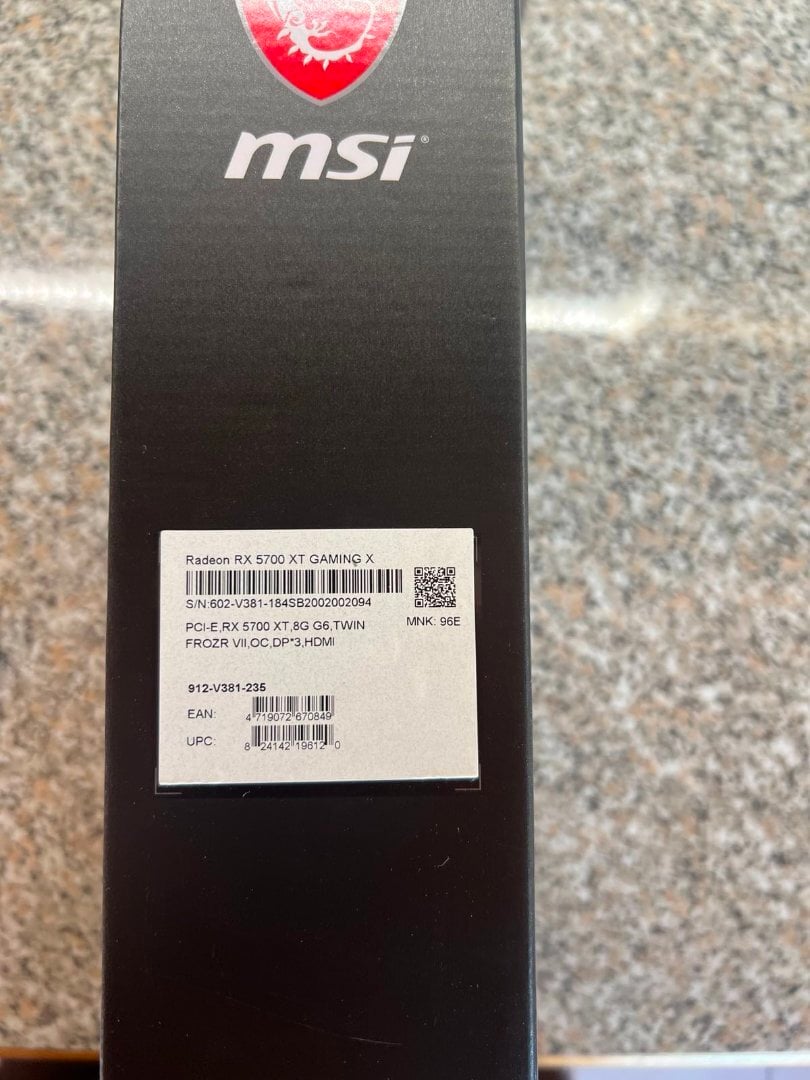 msi®
Radeon RX 5700 XT GAMING X
S/N:602-V381-184SB2002002094
PCI-E,RX 5700 XT,8G G6,TWIN
FROZR VII,OC,DP*3,HDMI
MNK: 96E
912-V381-235
EAN: 4 719072 670849
UPC: 8 24142 19612 0